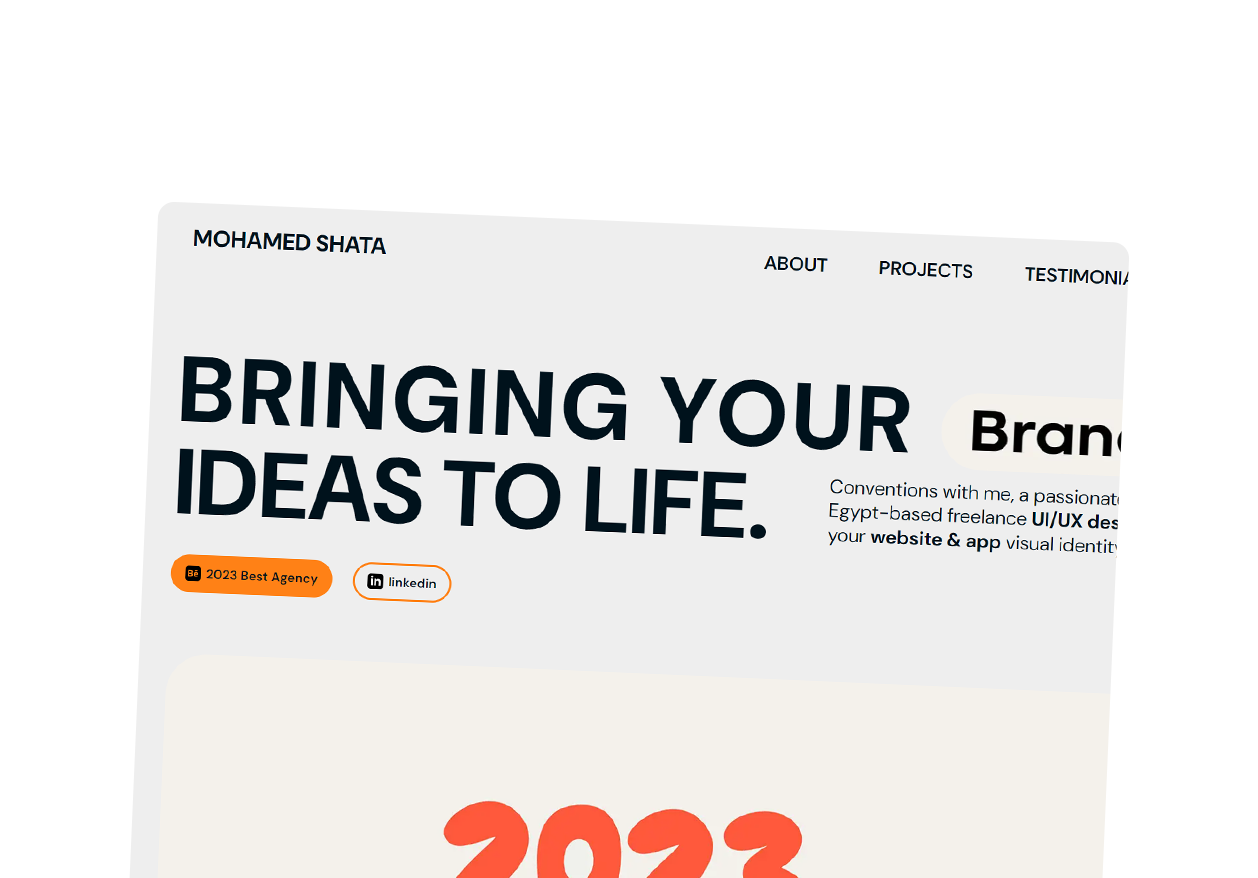 MOHAMED SHATA
ABOUT PROJECTS TESTIMONIA
BRINGING YOUR Bran
IDEAS TO LIFE.
Conventions with me, a passionat
Egypt-based freelance UI/UX des
your website & app visual identity
Bē 2023 Best Agency
in linkedin
2023